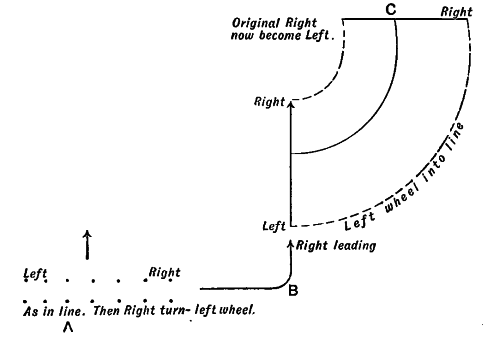 C
Right
Original Right
now become Left.
Right
Left wheel into line
Left
Right leading
Left
Right
B
As in line. Then Right turn- left wheel.
A